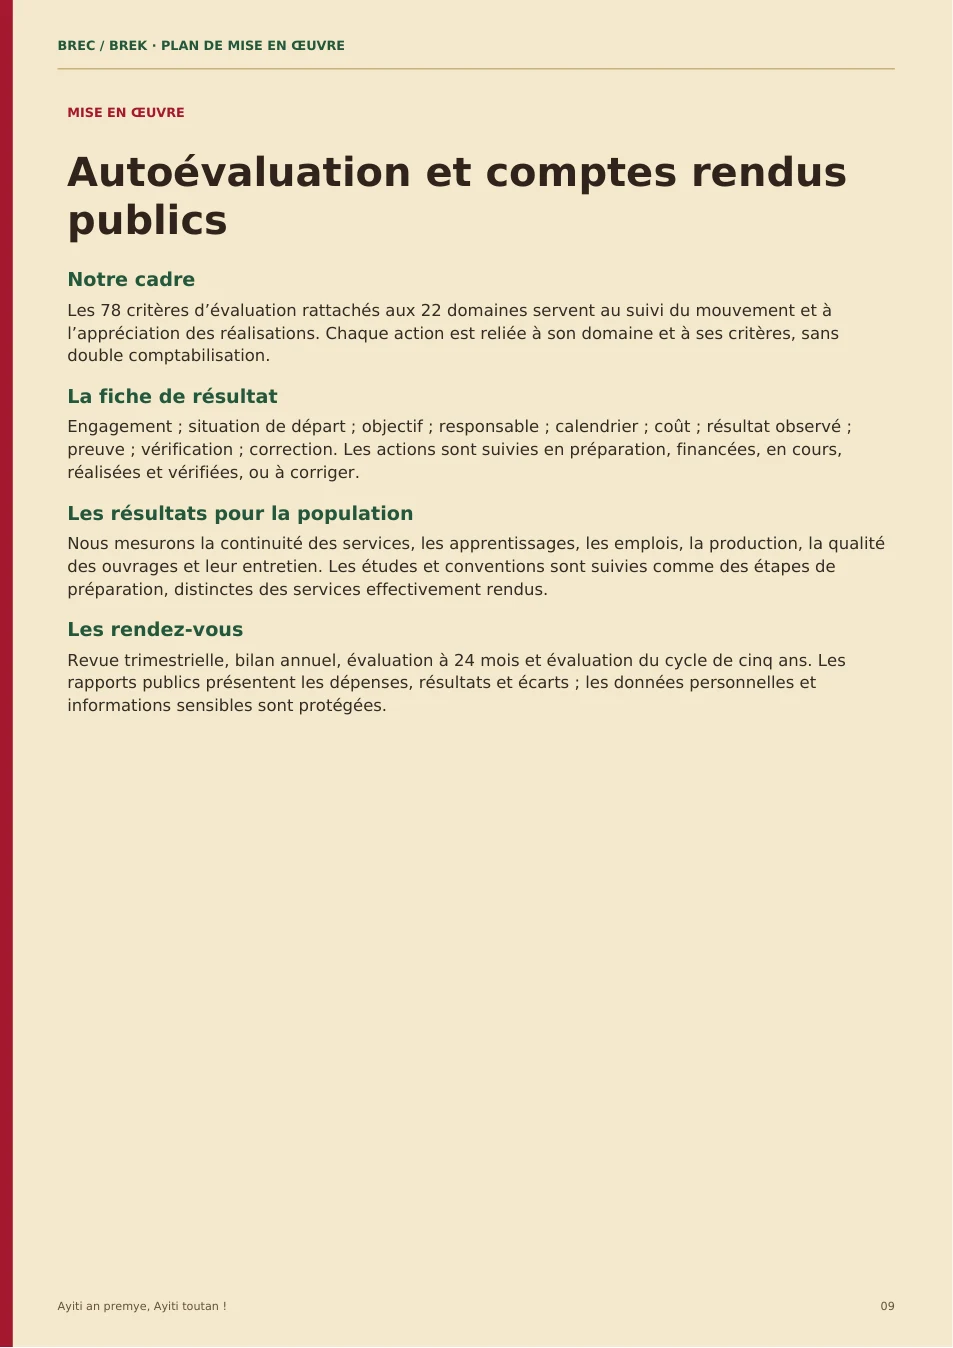 BREC / BREK · PLAN DE MISE EN ŒUVRE
MISE EN ŒUVRE
Autoévaluation et comptes rendus
publics
Notre cadre
Les 78 critères d’évaluation rattachés aux 22 domaines servent au suivi du mouvement et à
l’appréciation des réalisations. Chaque action est reliée à son domaine et à ses critères, sans
double comptabilisation.
La fiche de résultat
Engagement ; situation de départ ; objectif ; responsable ; calendrier ; coût ; résultat observé ;
preuve ; vérification ; correction. Les actions sont suivies en préparation, financées, en cours,
réalisées et vérifiées, ou à corriger.
Les résultats pour la population
Nous mesurons la continuité des services, les apprentissages, les emplois, la production, la qualité
des ouvrages et leur entretien. Les études et conventions sont suivies comme des étapes de
préparation, distinctes des services effectivement rendus.
Les rendez-vous
Revue trimestrielle, bilan annuel, évaluation à 24 mois et évaluation du cycle de cinq ans. Les
rapports publics présentent les dépenses, résultats et écarts ; les données personnelles et
informations sensibles sont protégées.
Ayiti an premye, Ayiti toutan !
09